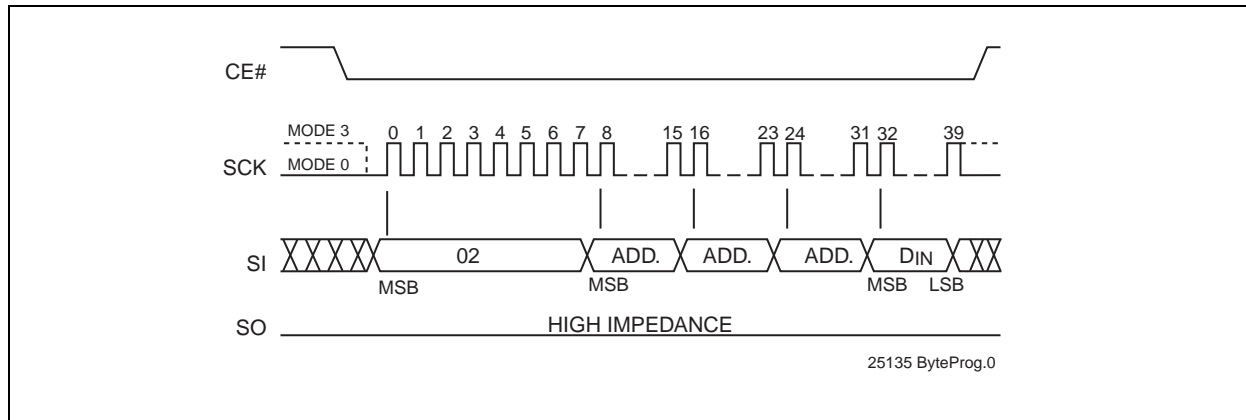 CE#
MODE 3
0 1 2 3 4 5 6 7 8 15 16 23 24 31 32 39
SCK
MODE 0
SI
02
ADD.
ADD.
ADD.
DIN
MSB
MSB
MSB
LSB
SO
HIGH IMPEDANCE
25135 ByteProg.0